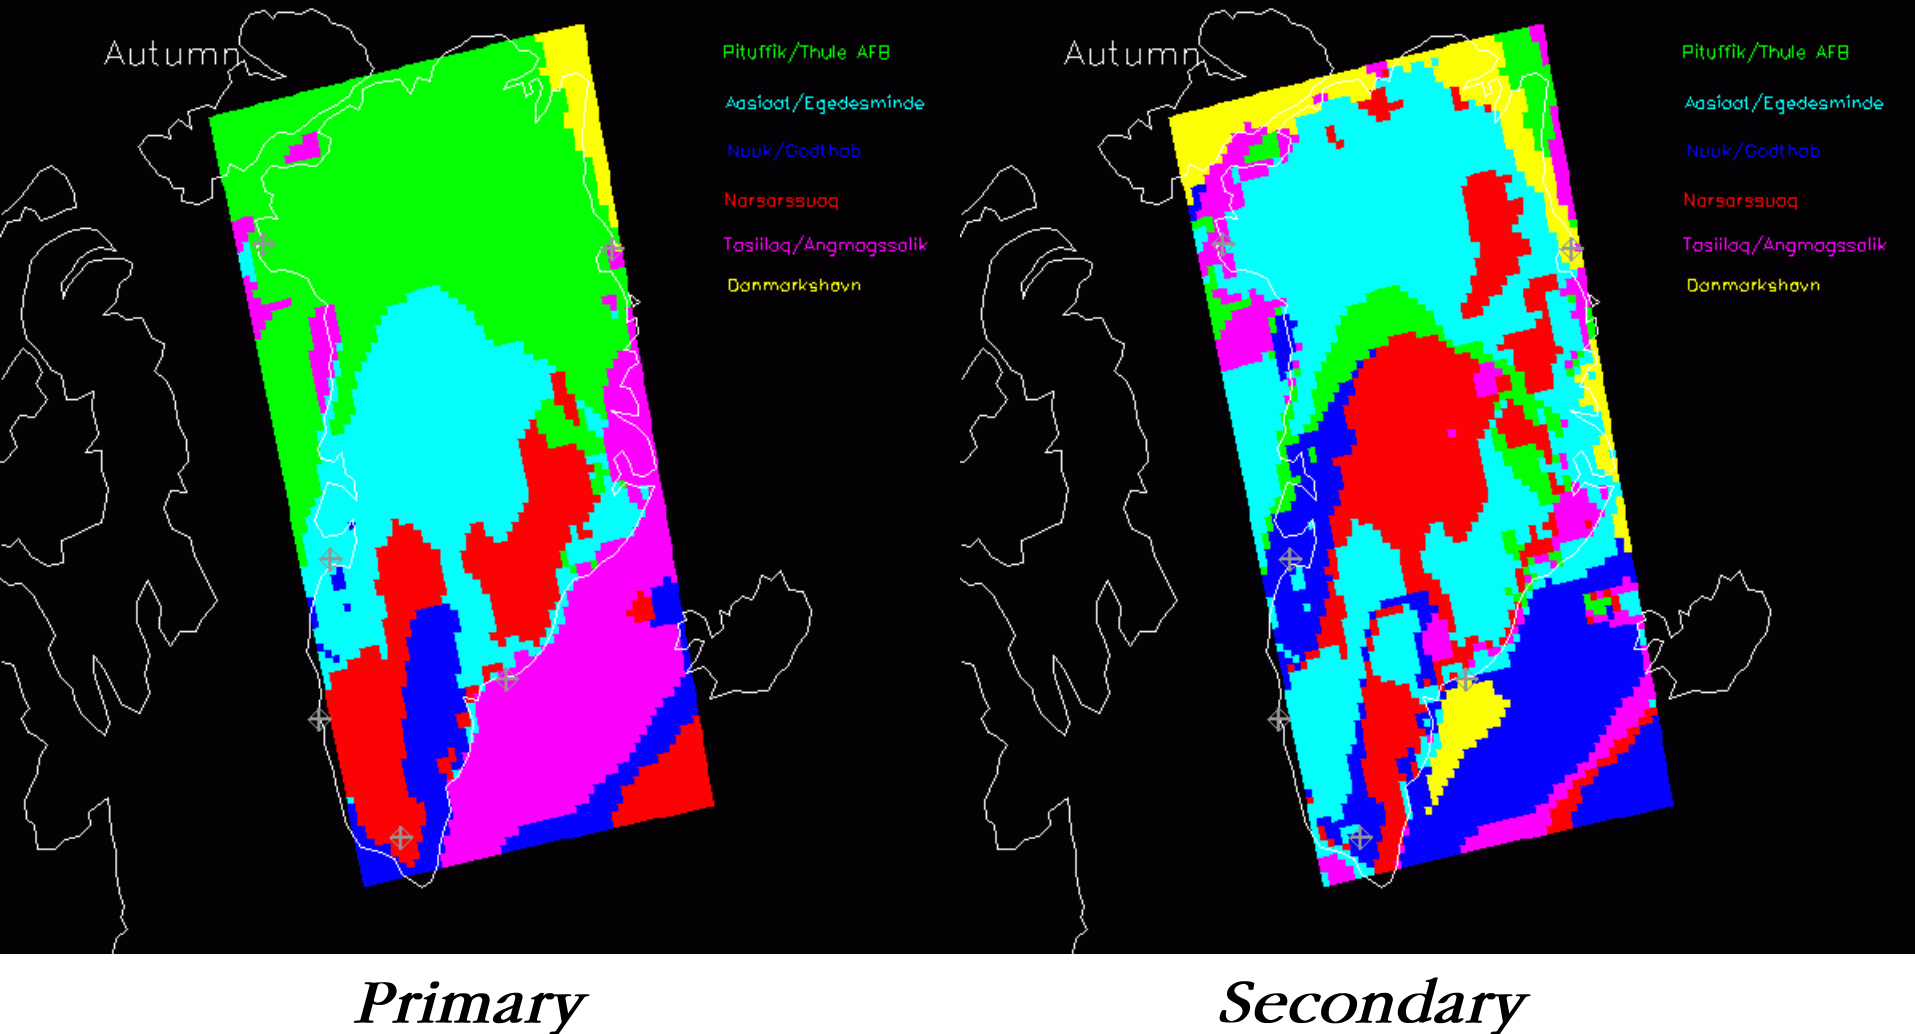 Autumn
Pituffik/Thule AFB
Aasiaat/Egedesminde
Nuuk/Godthab
Narsarssuaq
Tasiilaq/Angmagssalik
Danmarkshavn
Autumn
Pituffik/Thule AFB
Aasiaat/Egedesminde
Nuuk/Godthab
Narsarssuaq
Tasiilaq/Angmagssalik
Danmarkshavn
Primary
Secondary